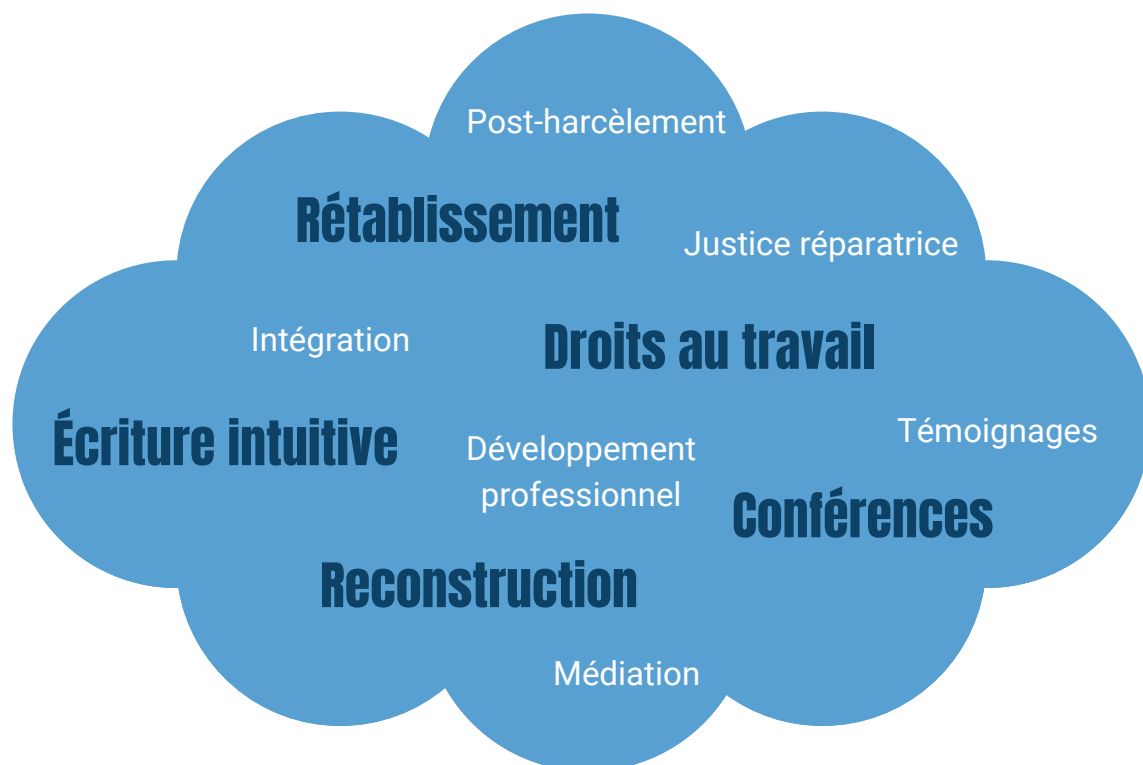 Post-harcèlement
Rétablissement
Justice réparatrice
Intégration
Droits au travail
Écriture intuitive
Développement
professionnel
Témoignages
Conférences
Reconstruction
Médiation